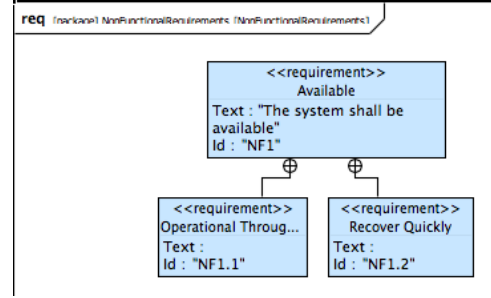 req [package] NonFunctionalRequirements [NonFunctionalRequirements]
<<requirement>>
Available
Text : "The system shall be
available"
Id : "NF1"
<<requirement>>
Operational Throug...
Text :
Id : "NF1.1"
<<requirement>>
Recover Quickly
Text :
Id : "NF1.2"